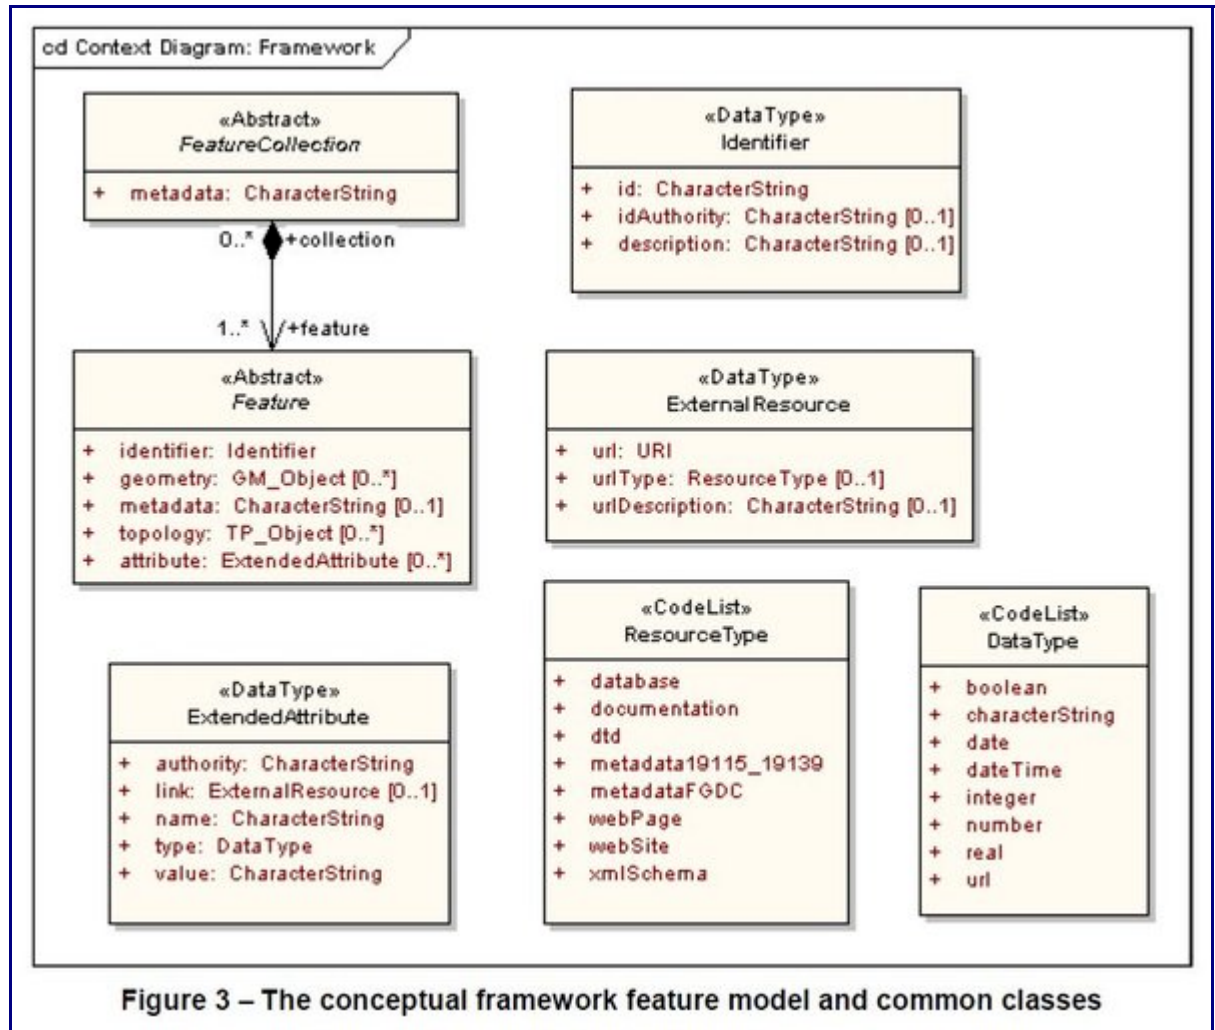 cd Context Diagram: Framework
«Abstract»
FeatureCollection
+ metadata: CharacterString
0..* +collection
1..* +feature
«Abstract»
Feature
+ identifier: Identifier
+ geometry: GM_Object [0..*]
+ metadata: CharacterString [0..1]
+ topology: TP_Object [0..*]
+ attribute: ExtendedAttribute [0..*]
«DataType»
ExtendedAttribute
+ authority: CharacterString
+ link: ExternalResource [0..1]
+ name: CharacterString
+ type: DataType
+ value: CharacterString
«DataType»
Identifier
+ id: CharacterString
+ idAuthority: CharacterString [0..1]
+ description: CharacterString [0..1]
«DataType»
ExternalResource
+ url: URI
+ urlType: ResourceType [0..1]
+ urlDescription: CharacterString [0..1]
«CodeList»
ResourceType
+ database
+ documentation
+ dtd
+ metadata19115_19139
+ metadataFGDC
+ webPage
+ webSite
+ xmlSchema
«CodeList»
DataType
+ boolean
+ characterString
+ date
+ dateTime
+ integer
+ number
+ real
+ url
Figure 3 – The conceptual framework feature model and common classes